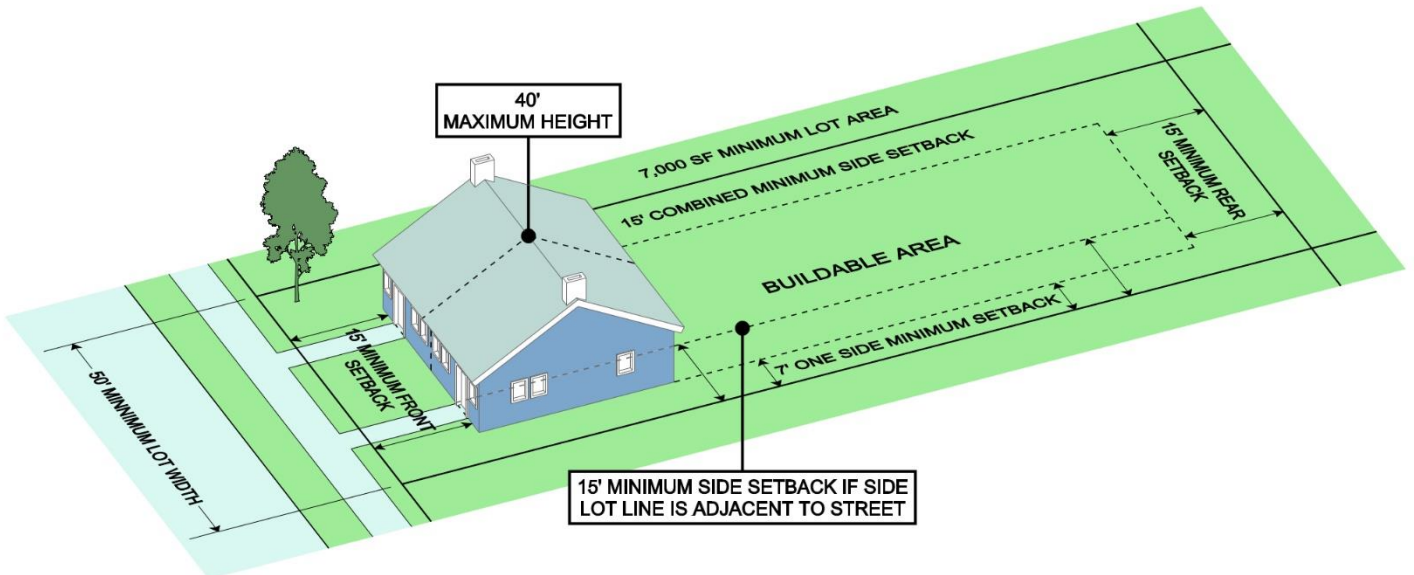 40'
MAXIMUM HEIGHT
7,000 SF MINIMUM LOT AREA
15' COMBINED MINIMUM SIDE SETBACK
15' MINIMUM REAR
SETBACK
BUILDABLE AREA
7' ONE SIDE MINIMUM SETBACK
15' MINIMUM FRONT
SETBACK
50' MINNIMUM LOT WIDTH
15' MINIMUM SIDE SETBACK IF SIDE
LOT LINE IS ADJACENT TO STREET